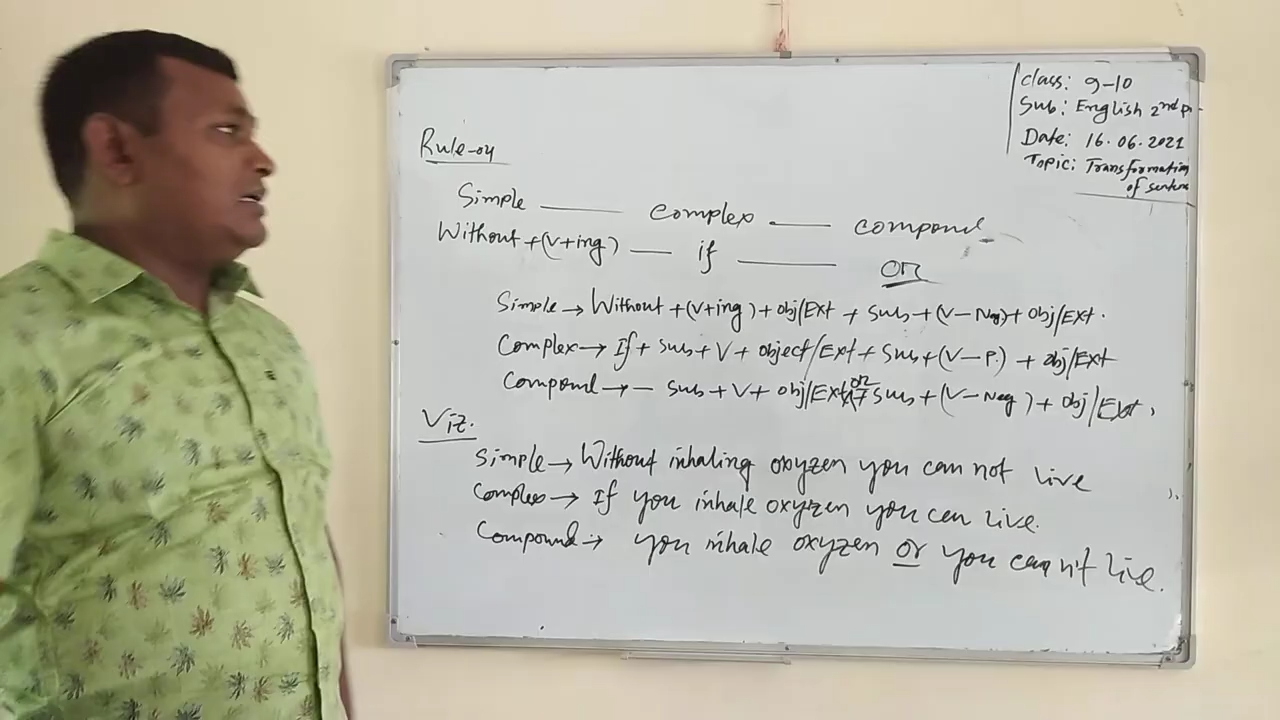 Class: 9-10
Sub: English 2nd P.
Date: 16.06.2021
Topic: Transformation
of sentence
Rule-04
Simple — Complex — Compound
Without + (V+ing) — if — OR
Simple → Without + (V+ing) + obj/Ext + Sub + (V-Neg) + Obj/Ext.
Complex → If + Sub + V + object/Ext + Sub + (V-P.) + obj/Ext
Compound → - Sub + V + obj/Ext + or + Sub + (V-Neg) + Obj/Ext.
Viz.
Simple → Without inhaling oxyzen you can not live
Complex → If you inhale oxyzen you can live.
Compound → you inhale oxyzen or you can n't live.